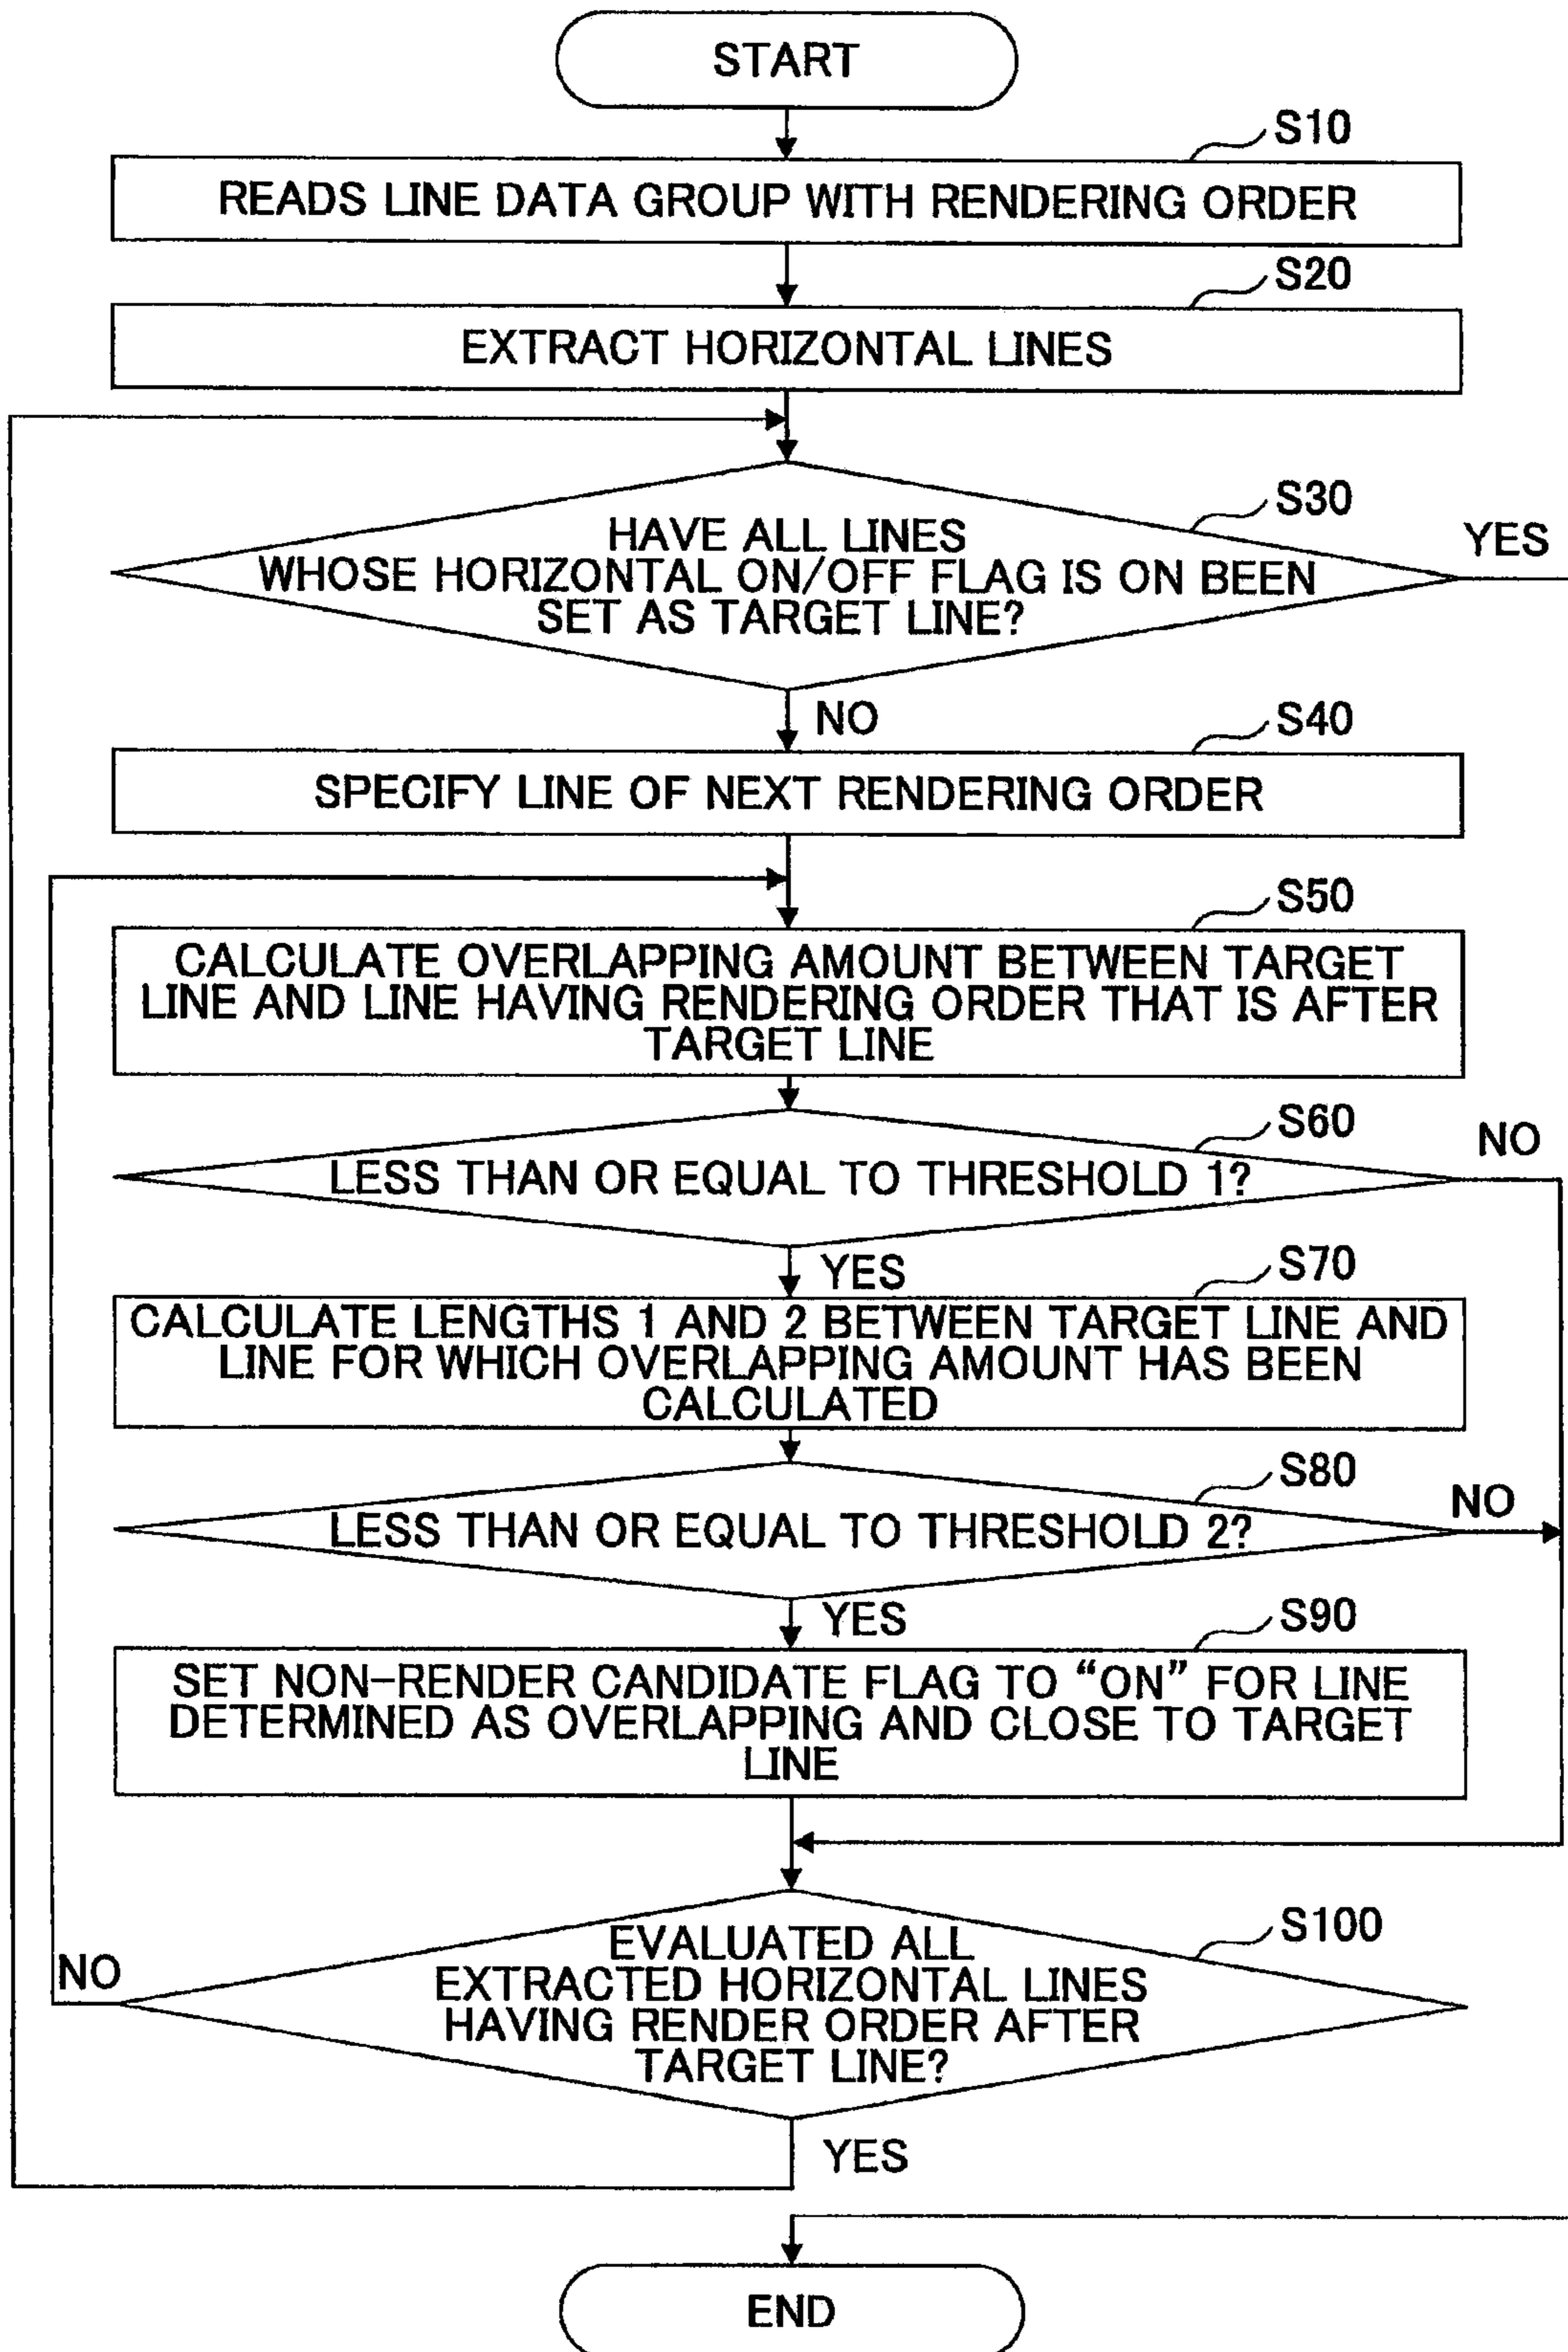 START
S10
READS LINE DATA GROUP WITH RENDERING ORDER
S20
EXTRACT HORIZONTAL LINES
S30
HAVE ALL LINES
WHOSE HORIZONTAL ON/OFF FLAG IS ON BEEN
SET AS TARGET LINE?
YES
NO
S40
SPECIFY LINE OF NEXT RENDERING ORDER
S50
CALCULATE OVERLAPPING AMOUNT BETWEEN TARGET
LINE AND LINE HAVING RENDERING ORDER THAT IS AFTER
TARGET LINE
S60
LESS THAN OR EQUAL TO THRESHOLD 1?
NO
YES
S70
CALCULATE LENGTHS 1 AND 2 BETWEEN TARGET LINE AND
LINE FOR WHICH OVERLAPPING AMOUNT HAS BEEN
CALCULATED
S80
LESS THAN OR EQUAL TO THRESHOLD 2?
NO
YES
S90
SET NON-RENDER CANDIDATE FLAG TO “ON” FOR LINE
DETERMINED AS OVERLAPPING AND CLOSE TO TARGET
LINE
S100
EVALUATED ALL
EXTRACTED HORIZONTAL LINES
HAVING RENDER ORDER AFTER
TARGET LINE?
NO
YES
END